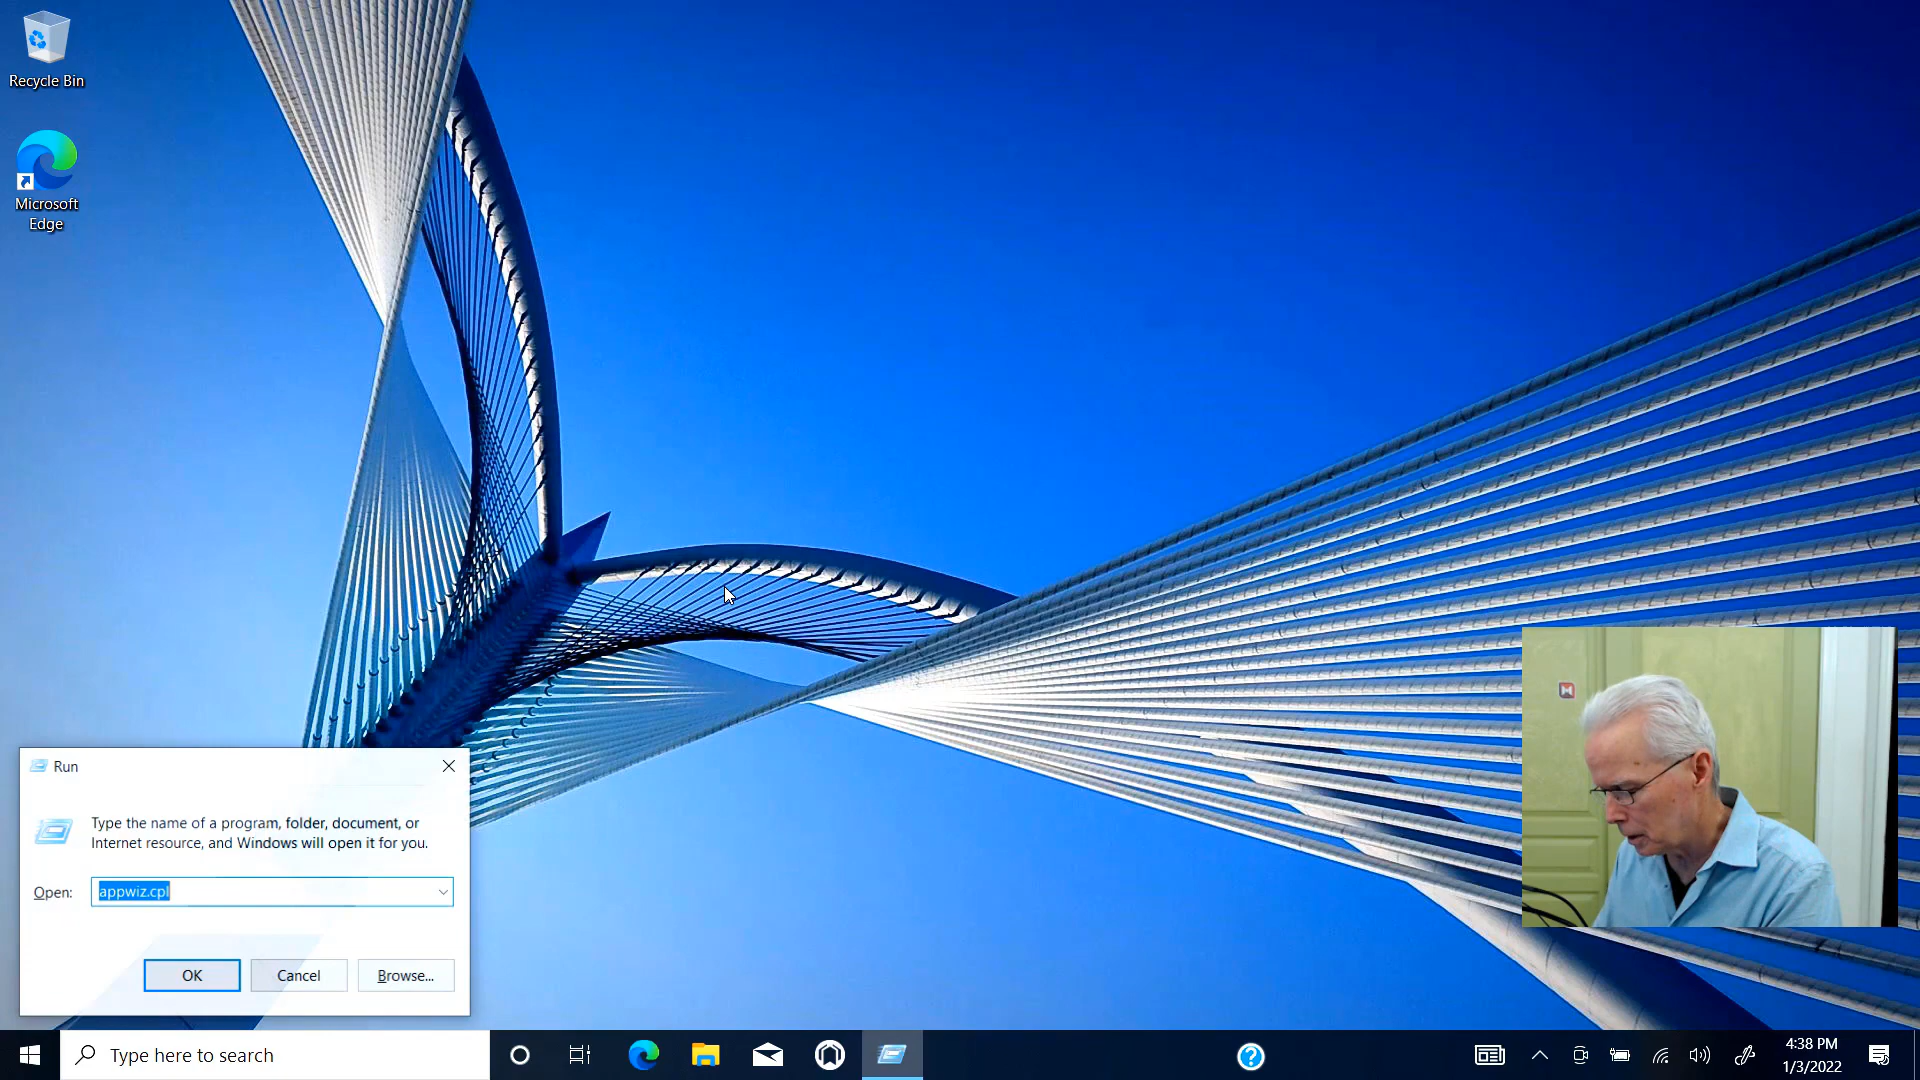 Recycle Bin
Microsoft
Edge
Run
Type the name of a program, folder, document, or
Internet resource, and Windows will open it for you.
Open:
appwiz.cpl
OK
Cancel
Browse...
Type here to search
4:38 PM
1/3/2022